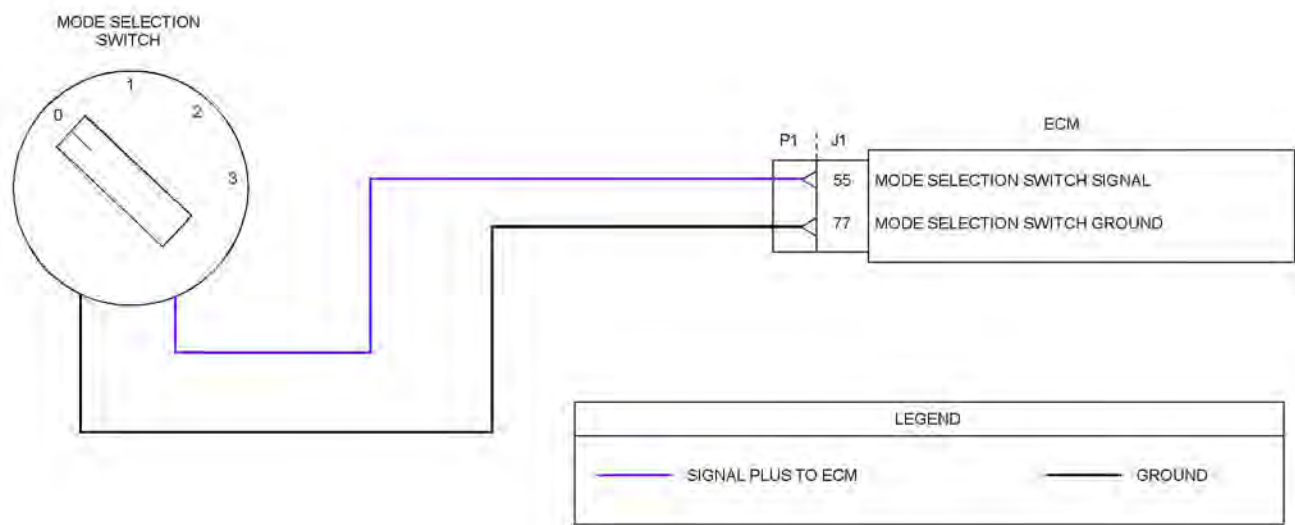 MODE SELECTION
SWITCH
0
1
2
3
ECM
P1
J1
55 MODE SELECTION SWITCH SIGNAL
77 MODE SELECTION SWITCH GROUND
LEGEND
SIGNAL PLUS TO ECM
GROUND